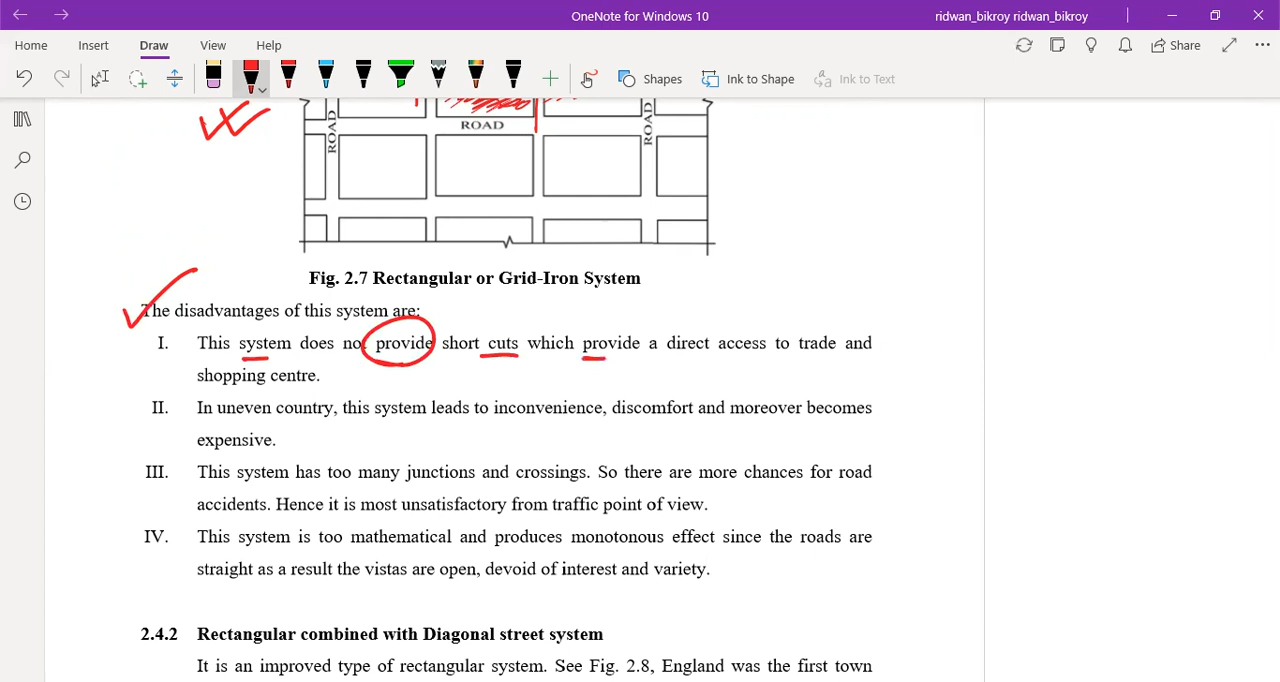 OneNote for Windows 10
ridwan_bikroy ridwan_bikroy
Home Insert Draw View Help
Share
Shapes Ink to Shape Ink to Text
ROAD
ROAD
ROAD
Fig. 2.7 Rectangular or Grid-Iron System
The disadvantages of this system are:
I. This system does not provide short cuts which provide a direct access to trade and
shopping centre.
II. In uneven country, this system leads to inconvenience, discomfort and moreover becomes
expensive.
III. This system has too many junctions and crossings. So there are more chances for road
accidents. Hence it is most unsatisfactory from traffic point of view.
IV. This system is too mathematical and produces monotonous effect since the roads are
straight as a result the vistas are open, devoid of interest and variety.
2.4.2 Rectangular combined with Diagonal street system
It is an improved type of rectangular system. See Fig. 2.8, England was the first town